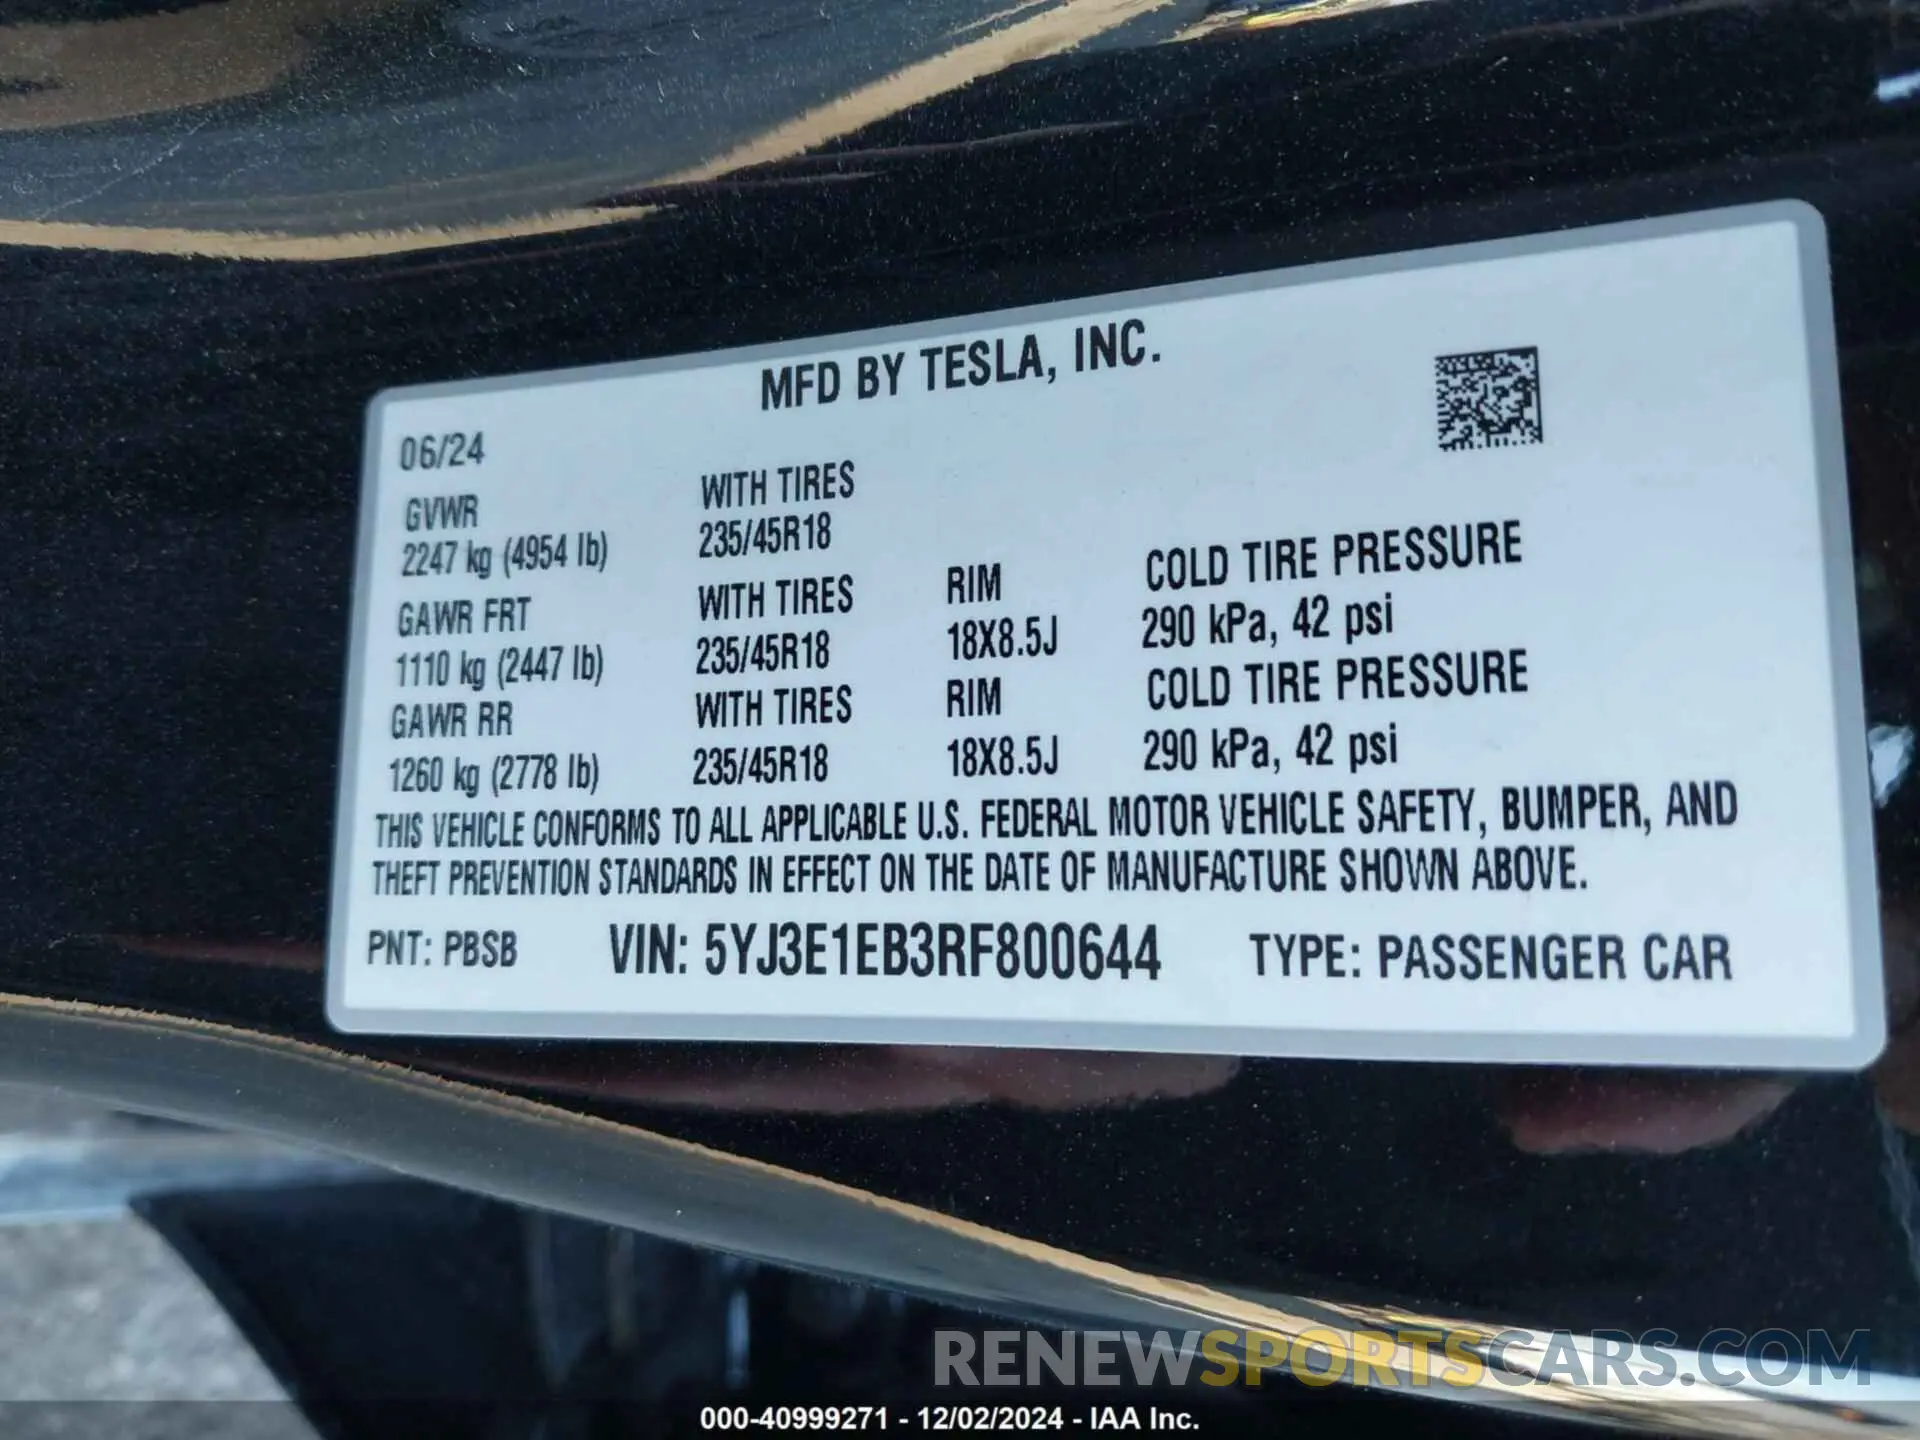 MFD BY TESLA, INC.
06/24
GVWR WITH TIRES
2247 kg (4954 lb) 235/45R18
GAWR FRT WITH TIRES RIM COLD TIRE PRESSURE
1110 kg (2447 lb) 235/45R18 18X8.5J 290 kPa, 42 psi
GAWR RR WITH TIRES RIM COLD TIRE PRESSURE
1260 kg (2778 lb) 235/45R18 18X8.5J 290 kPa, 42 psi
THIS VEHICLE CONFORMS TO ALL APPLICABLE U.S. FEDERAL MOTOR VEHICLE SAFETY, BUMPER, AND
THEFT PREVENTION STANDARDS IN EFFECT ON THE DATE OF MANUFACTURE SHOWN ABOVE.
PNT: PBSB VIN: 5YJ3E1EB3RF800644 TYPE: PASSENGER CAR
RENEWSPORTSCARS.COM
000-40999271 - 12/02/2024 - IAA Inc.